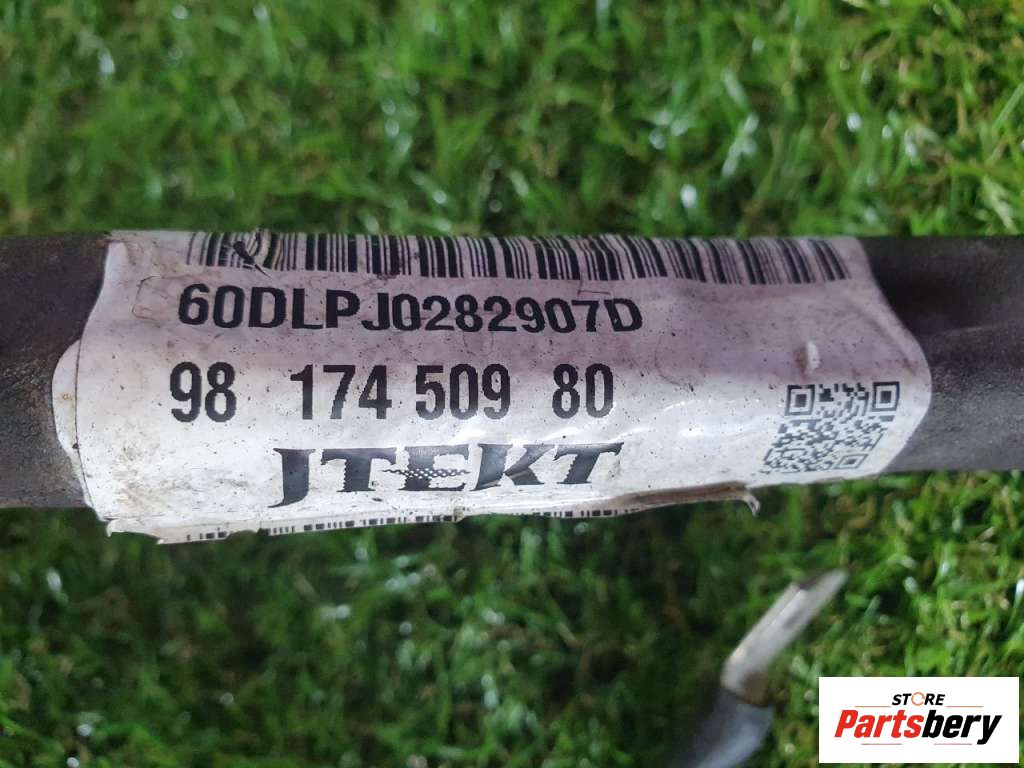 60DLPJ0282907D
98 174 509 80
JTEKT
STORE
Partsbery